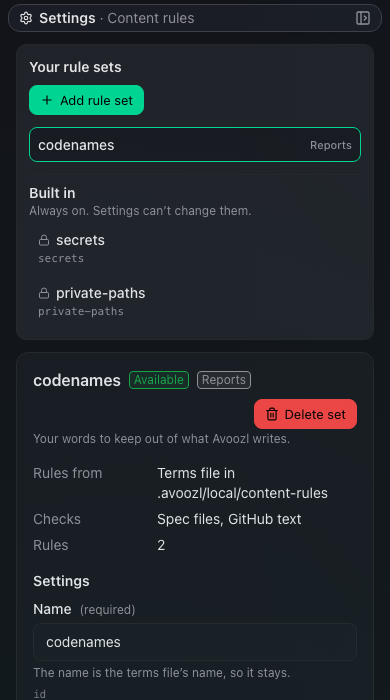 Settings · Content rules
Your rule sets
+ Add rule set
codenames Reports
Built in
Always on. Settings can’t change them.
secrets
secrets
private-paths
private-paths
codenames Available Reports
Delete set
Your words to keep out of what Avoozl writes.
Rules from Terms file in
.avoozl/local/content-rules
Checks Spec files, GitHub text
Rules 2
Settings
Name (required)
codenames
The name is the terms file’s name, so it stays.
id